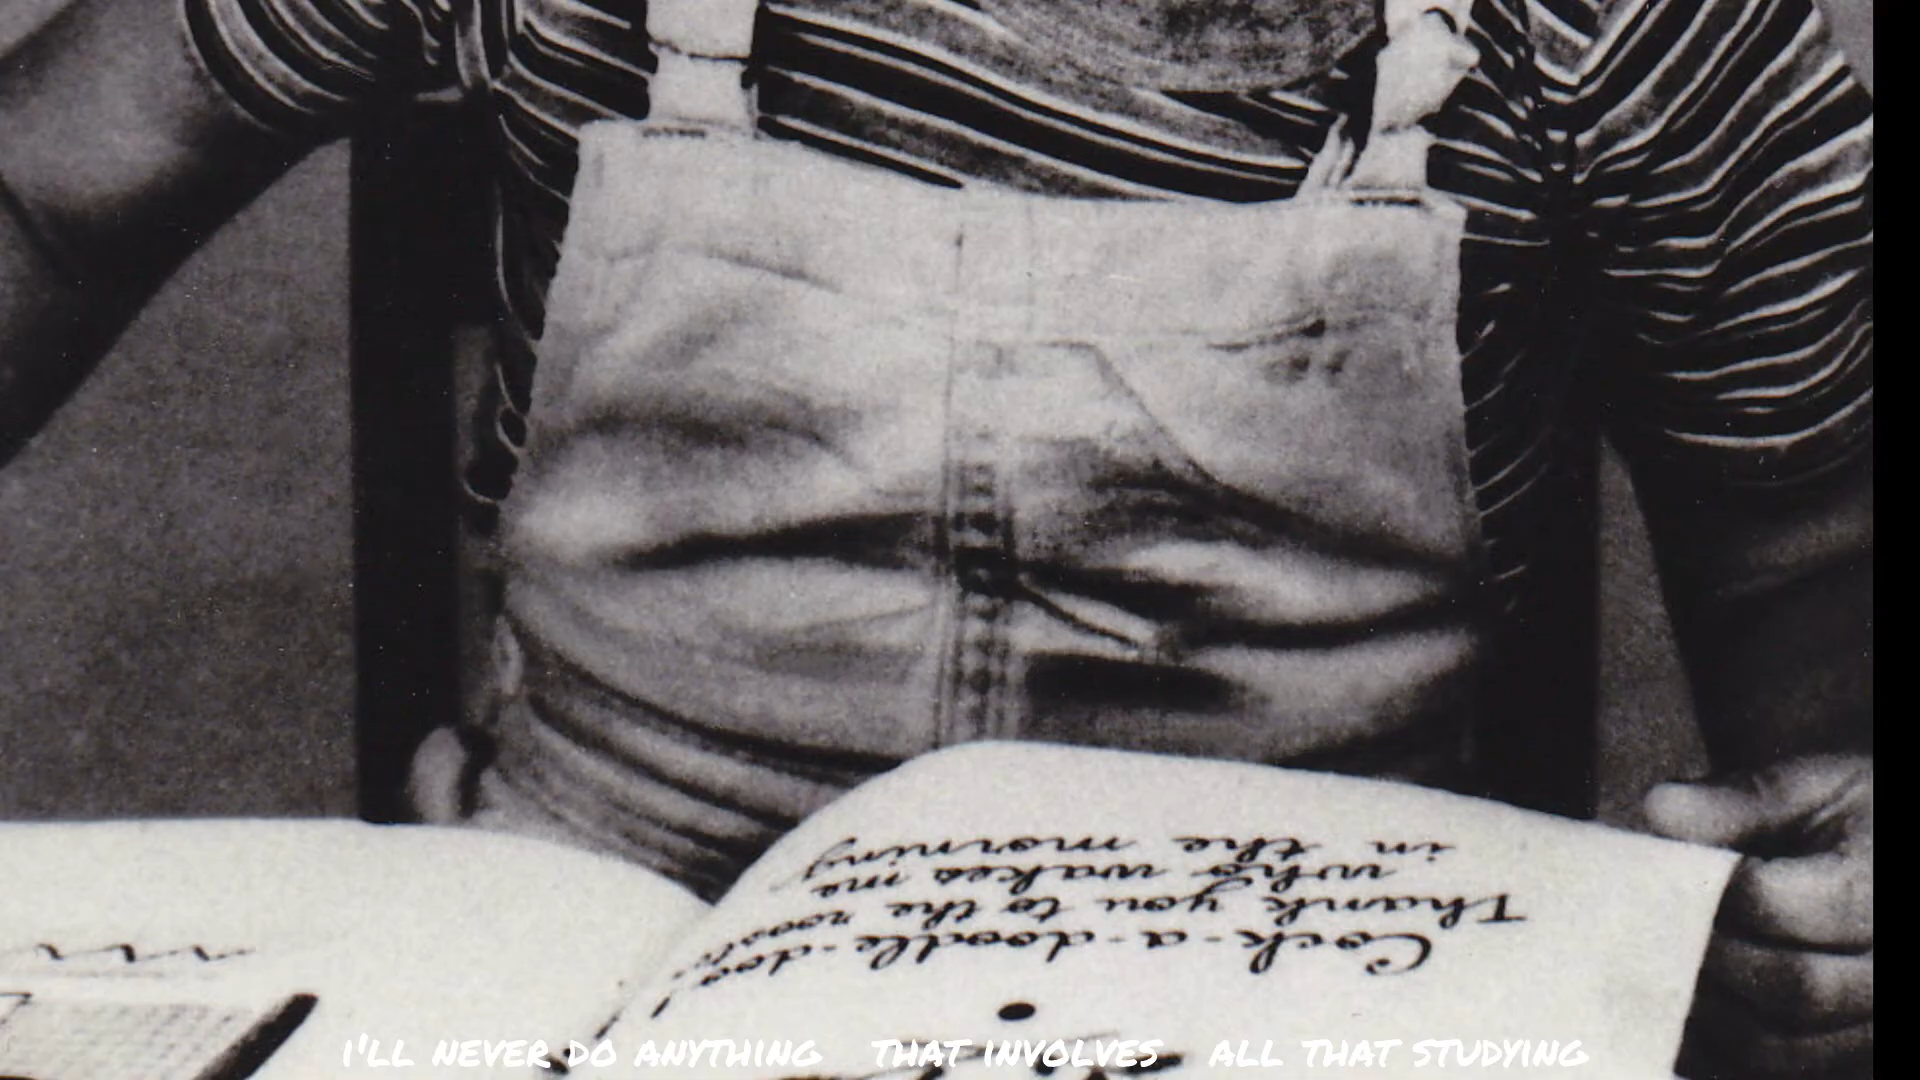 Cock-a-doodle-doo!
Thank you to the
who wakes me
in the morning
I'LL NEVER DO ANYTHING THAT INVOLVES ALL THAT STUDYING